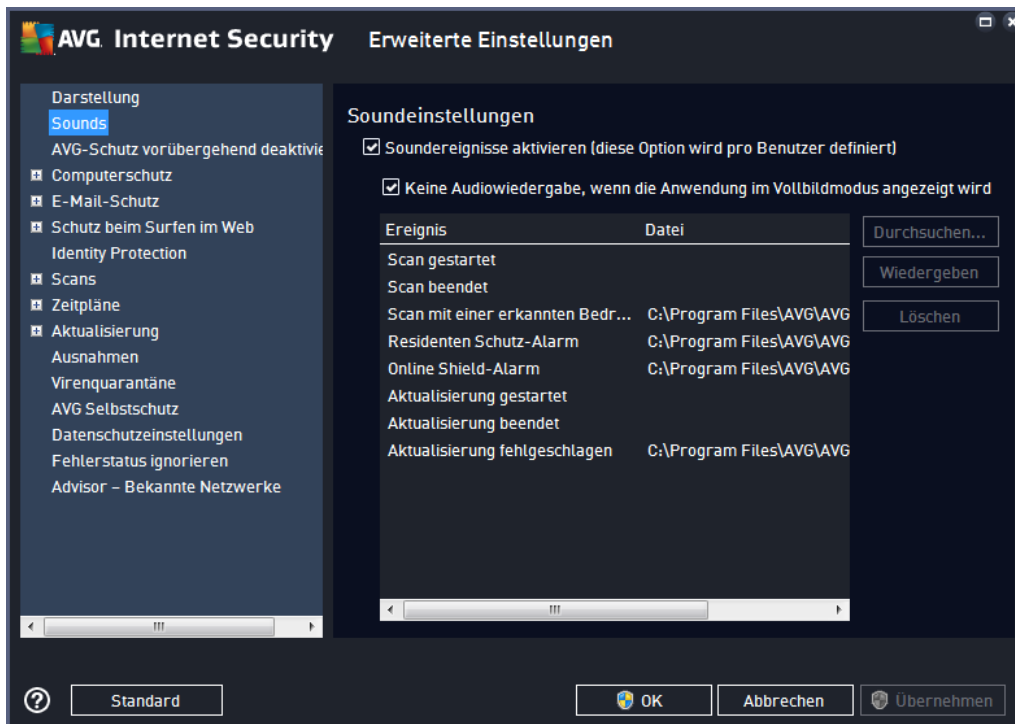 AVG. Internet Security Erweiterte Einstellungen
Darstellung
Sounds
AVG-Schutz vorübergehend deaktivie
Computerschutz
E-Mail-Schutz
Schutz beim Surfen im Web
Identity Protection
Scans
Zeitpläne
Aktualisierung
Ausnahmen
Virenquarantäne
AVG Selbstschutz
Datenschutzeinstellungen
Fehlerstatus ignorieren
Advisor – Bekannte Netzwerke
Soundeinstellungen
Soundereignisse aktivieren (diese Option wird pro Benutzer definiert)
Keine Audiowiedergabe, wenn die Anwendung im Vollbildmodus angezeigt wird
Ereignis Datei
Scan gestartet
Scan beendet
Scan mit einer erkannten Bedr... C:\Program Files\AVG\AVG
Residenten Schutz-Alarm C:\Program Files\AVG\AVG
Online Shield-Alarm C:\Program Files\AVG\AVG
Aktualisierung gestartet
Aktualisierung beendet
Aktualisierung fehlgeschlagen C:\Program Files\AVG\AVG
Durchsuchen...
Wiedergeben
Löschen
Standard
OK
Abbrechen
Übernehmen